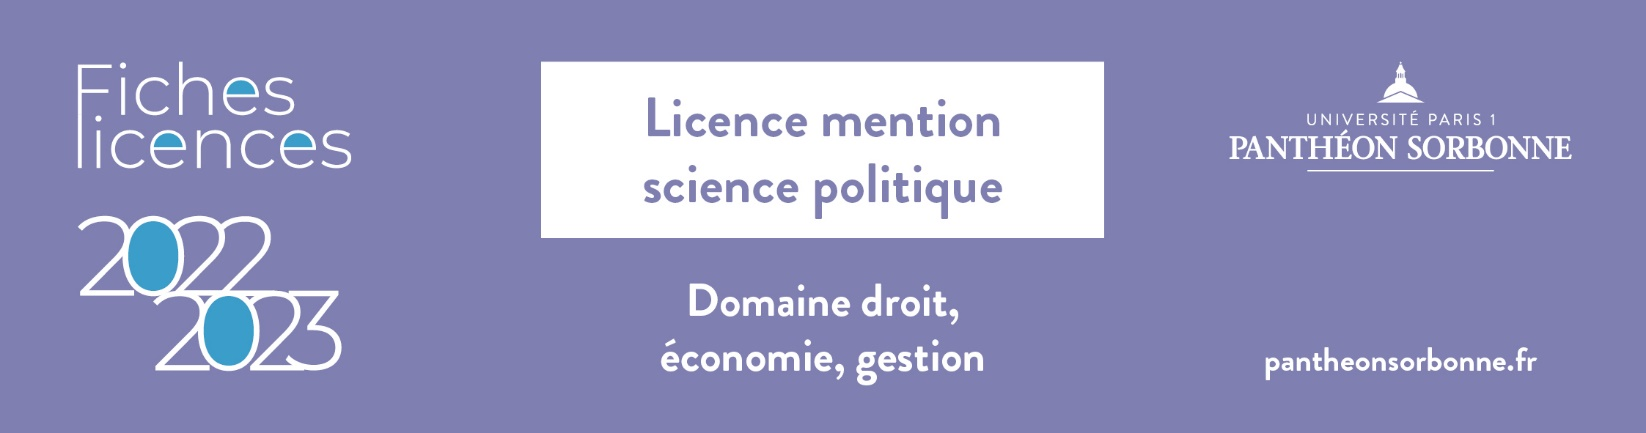 Fiches
licences
2022
2023
Licence mention
science politique
Domaine droit,
économie, gestion
UNIVERSITÉ PARIS 1
PANTHÉON SORBONNE
pantheonsorbonne.fr